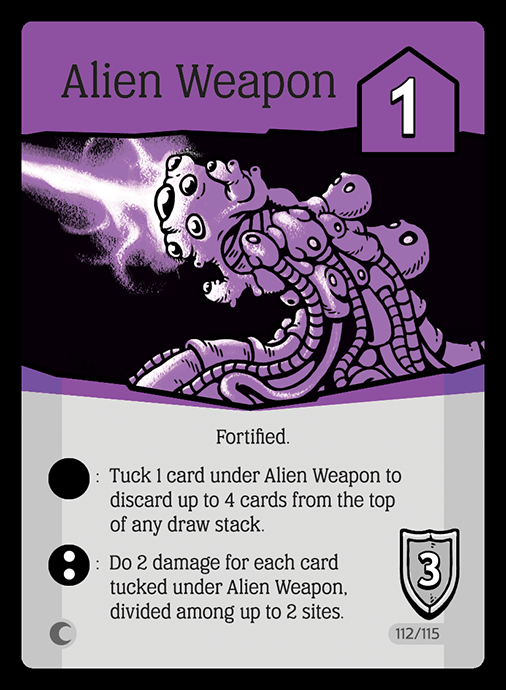 Alien Weapon
1
Fortified.
: Tuck 1 card under Alien Weapon to
discard up to 4 cards from the top
of any draw stack.
: Do 2 damage for each card
tucked under Alien Weapon,
divided among up to 2 sites.
3
112/115